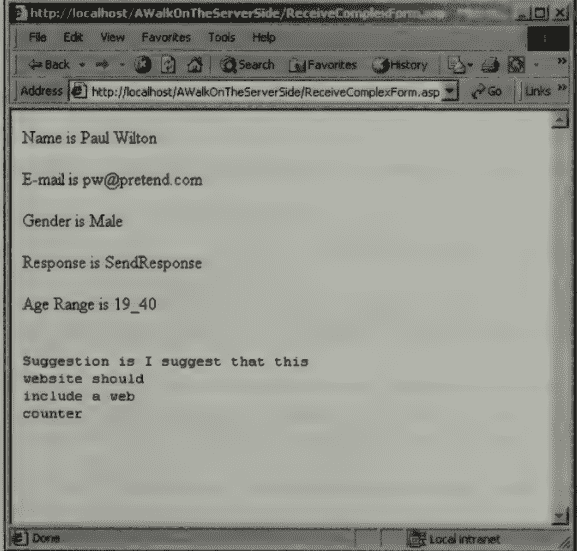 http://localhost/AWalkOnTheServerSide/ReceiveComplexForm.asp
File Edit View Favorites Tools Help
Back Search Favorites History
Address http://localhost/AWalkOnTheServerSide/ReceiveComplexForm.asp Go Links
Name is Paul Wilton
E-mail is pw@pretend.com
Gender is Male
Response is SendResponse
Age Range is 19_40
Suggestion is I suggest that this
website should
include a web
counter
Done Local intranet